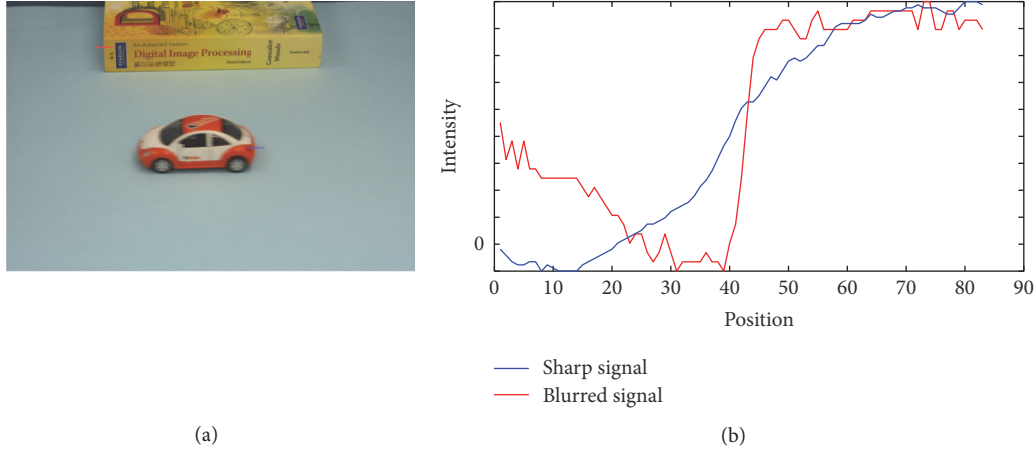 PEARSON
An Adapted Version
Digital Image Processing
Third Edition
Gonzalez
Woods
Intensity
0
0 10 20 30 40 50 60 70 80 90
Position
Sharp signal
Blurred signal
(a)
(b)